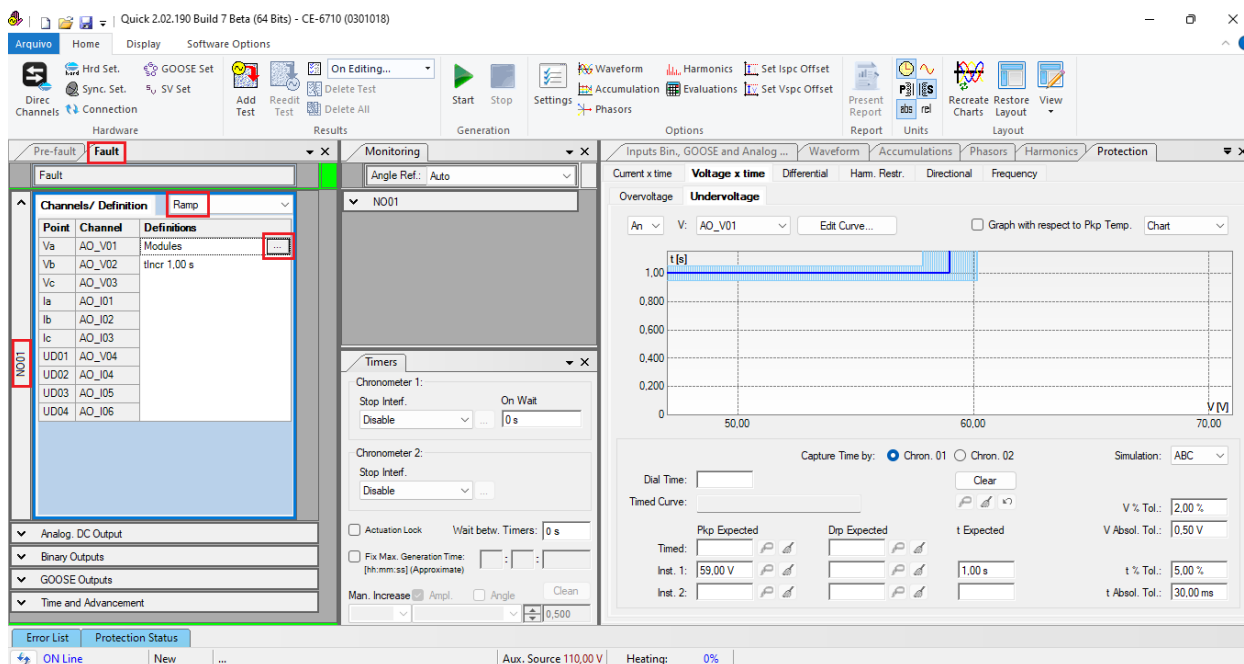 Quick 2.02.190 Build 7 Beta (64 Bits) - CE-6710 (0301018)
Arquivo Home Display Software Options
Direc Channels
Hrd Set.
Sync. Set.
Connection
GOOSE Set
SV Set
Hardware
Add Test
Reedit Test
On Editing...
Delete Test
Delete All
Results
Start
Stop
Generation
Settings
Waveform
Accumulation
Phasors
Harmonics
Evaluations
Set Ispc Offset
Set Vspc Offset
Options
Present Report
Report
abs rel
Units
Recreate Charts
Restore Layout
View
Layout
Pre-fault Fault
Fault
NO01
Channels/ Definition Ramp
Point Channel Definitions
Va AO_V01 Modules ...
Vb AO_V02 tIncr 1,00 s
Vc AO_V03
Ia AO_I01
Ib AO_I02
Ic AO_I03
UD01 AO_V04
UD02 AO_I04
UD03 AO_I05
UD04 AO_I06
Analog. DC Output
Binary Outputs
GOOSE Outputs
Time and Advancement
Monitoring
Angle Ref.: Auto
NO01
Timers
Chronometer 1:
Stop Interf. On Wait
Disable ... 0 s
Chronometer 2:
Stop Interf.
Disable ...
Actuation Lock Wait betw. Timers: 0 s
Fix Max. Generation Time: : :
[hh:mm:ss] (Approximate)
Man. Increase Ampl. Angle Clean
0,500
Inputs Bin., GOOSE and Analog ... Waveform Accumulations Phasors Harmonics Protection
Current x time Voltage x time Differential Harm. Restr. Directional Frequency
Overvoltage Undervoltage
An V: AO_V01 Edit Curve... Graph with respect to Pkp Temp. Chart
t [s]
1,00
0,800
0,600
0,400
0,200
0
V [V]
50,00 60,00 70,00
Capture Time by: Chron. 01 Chron. 02 Simulation: ABC
Dial Time: Clear
Timed Curve: V % Tol.: 2,00 %
Pkp Expected Drp Expected t Expected V Absol. Tol.: 0,50 V
Timed:
Inst. 1: 59,00 V 1,00 s t % Tol.: 5,00 %
Inst. 2: t Absol. Tol.: 30,00 ms
Error List Protection Status
ON Line New ... Aux. Source 110,00 V Heating: 0%